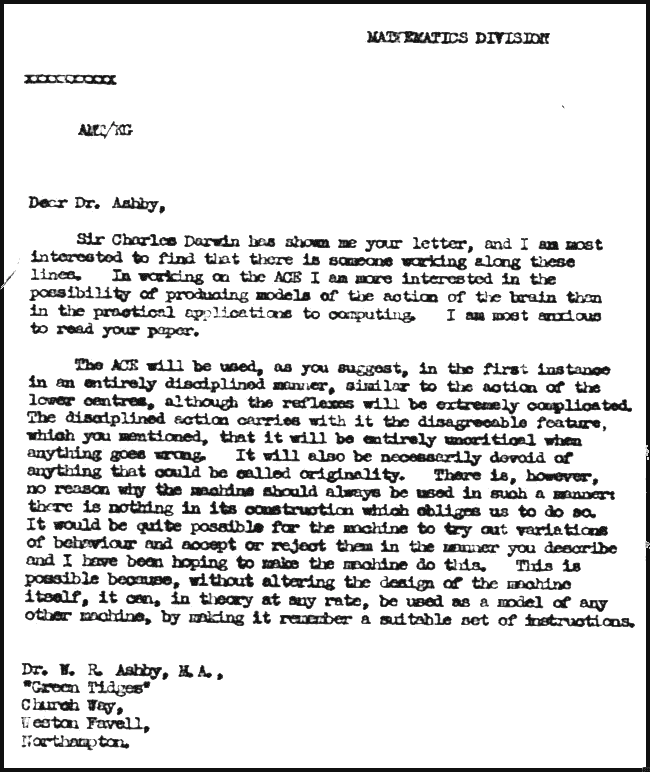 MATHEMATICS DIVISION
xxxxxxxxxx
AMT/KG
Dear Dr. Ashby,
Sir Charles Darwin has shown me your letter, and I am most
interested to find that there is someone working along these
lines. In working on the ACE I am more interested in the
possibility of producing models of the action of the brain than
in the practical applications to computing. I am most anxious
to read your paper.
The ACE will be used, as you suggest, in the first instance
in an entirely disciplined manner, similar to the action of the
lower centres, although the reflexes will be extremely complicated.
The disciplined action carries with it the disagreeable feature,
which you mentioned, that it will be entirely uncritical when
anything goes wrong. It will also be necessarily devoid of
anything that could be called originality. There is, however,
no reason why the machine should always be used in such a manner:
there is nothing in its construction which obliges us to do so.
It would be quite possible for the machine to try out variations
of behaviour and accept or reject them in the manner you describe
and I have been hoping to make the machine do this. This is
possible because, without altering the design of the machine
itself, it can, in theory at any rate, be used as a model of any
other machine, by making it remember a suitable set of instructions.
Dr. W. R. Ashby, M.A.,
"Green Tidges"
Church Way,
Weston Favell,
Northampton.